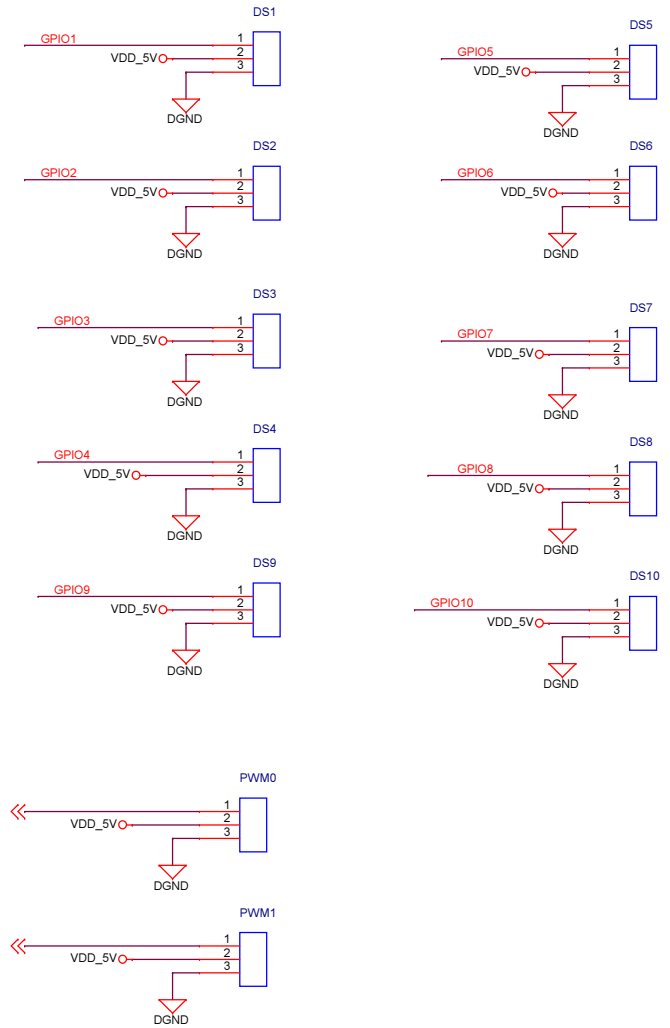 DS1
GPIO1
1
VDD_5V
2
3
DGND
DS5
GPIO5
1
VDD_5V
2
3
DGND
DS2
GPIO2
1
VDD_5V
2
3
DGND
DS6
GPIO6
1
VDD_5V
2
3
DGND
DS3
GPIO3
1
VDD_5V
2
3
DGND
DS7
GPIO7
1
VDD_5V
2
3
DGND
DS4
GPIO4
1
VDD_5V
2
3
DGND
DS8
GPIO8
1
VDD_5V
2
3
DGND
DS9
GPIO9
1
VDD_5V
2
3
DGND
DS10
GPIO10
1
VDD_5V
2
3
DGND
PWM0
1
VDD_5V
2
3
DGND
PWM1
1
VDD_5V
2
3
DGND